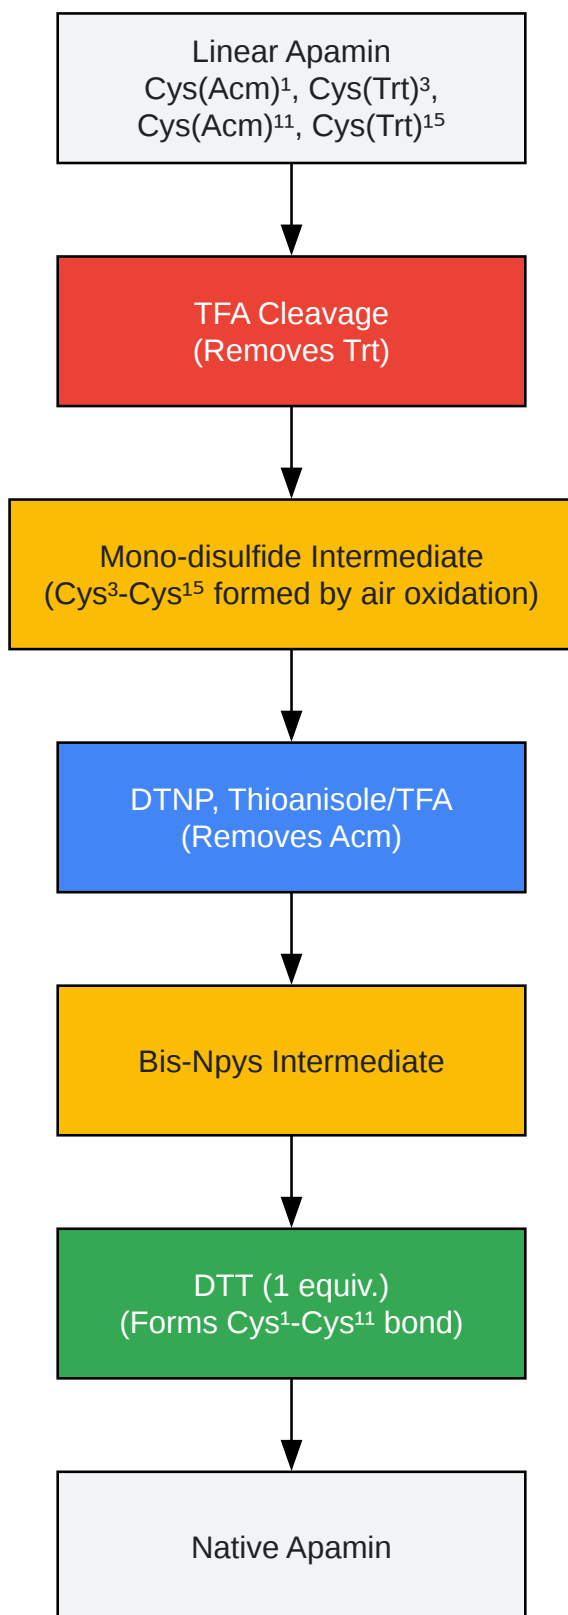 Linear Apamin
Cys(Acm)¹, Cys(Trt)³,
Cys(Acm)¹¹, Cys(Trt)¹⁵
TFA Cleavage
(Removes Trt)
Mono-disulfide Intermediate
(Cys³-Cys¹⁵ formed by air oxidation)
DTNP, Thioanisole/TFA
(Removes Acm)
Bis-Npys Intermediate
DTT (1 equiv.)
(Forms Cys¹-Cys¹¹ bond)
Native Apamin